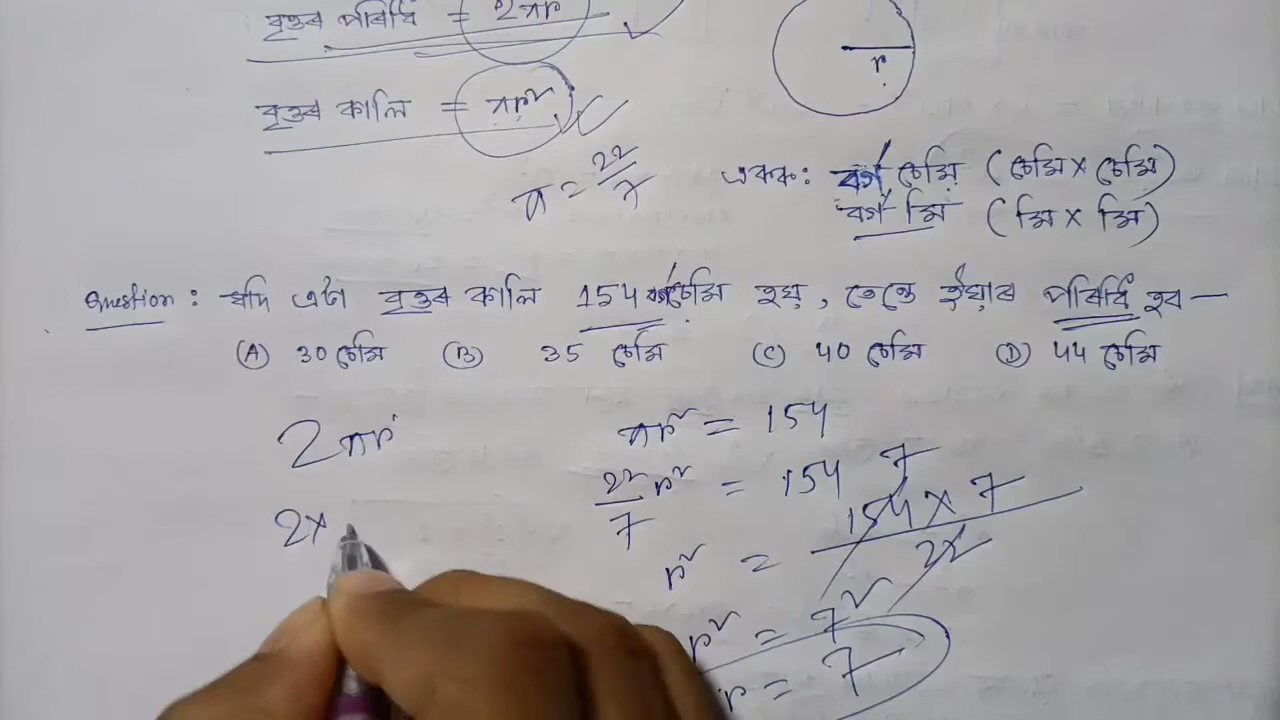 বৃত্তৰ পৰিধি = 2πr
বৃত্তৰ কালি = πr²
r
π = 22/7
একক: বৰ্গ চেমি (চেমি × চেমি)
বৰ্গ মি (মি × মি)
Question: যদি এটা বৃত্তৰ কালি 154 বৰ্গ চেমি হয়, তেন্তে ইয়াৰ পৰিধি হব —
(A) 30 চেমি (B) 35 চেমি (C) 40 চেমি (D) 44 চেমি
2πr
2×
πr² = 154
22/7 r² = 154
7
r² = 154 × 7 / 22
r² = 7²
r = 7